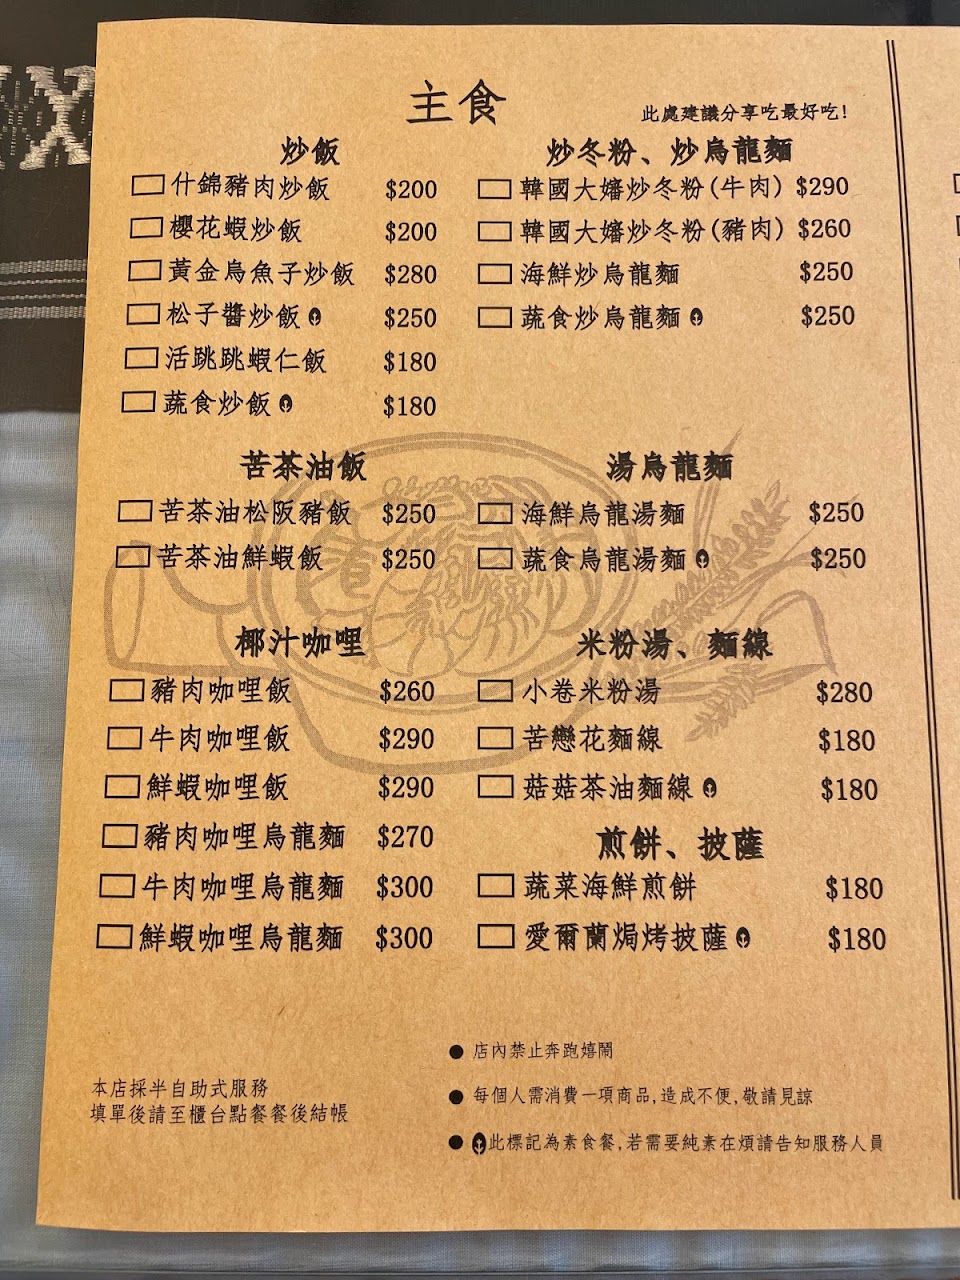 主食
此處建議分享吃最好吃!
炒飯
什錦豬肉炒飯 $200
櫻花蝦炒飯 $200
黃金烏魚子炒飯 $280
松子醬炒飯 $250
活跳跳蝦仁飯 $180
蔬食炒飯 $180
炒冬粉、炒烏龍麵
韓國大嬸炒冬粉(牛肉) $290
韓國大嬸炒冬粉(豬肉) $260
海鮮炒烏龍麵 $250
蔬食炒烏龍麵 $250
苦茶油飯
苦茶油松阪豬飯 $250
苦茶油鮮蝦飯 $250
湯烏龍麵
海鮮烏龍湯麵 $250
蔬食烏龍湯麵 $250
椰汁咖哩
豬肉咖哩飯 $260
牛肉咖哩飯 $290
鮮蝦咖哩飯 $290
豬肉咖哩烏龍麵 $270
牛肉咖哩烏龍麵 $300
鮮蝦咖哩烏龍麵 $300
米粉湯、麵線
小卷米粉湯 $280
苦戀花麵線 $180
菇菇茶油麵線 $180
煎餅、披薩
蔬菜海鮮煎餅 $180
愛爾蘭焗烤披薩 $180
本店採半自助式服務
填單後請至櫃台點餐餐後結帳
● 店內禁止奔跑嬉鬧
● 每個人需消費一項商品,造成不便,敬請見諒
● 此標記為素食餐,若需要純素在煩請告知服務人員